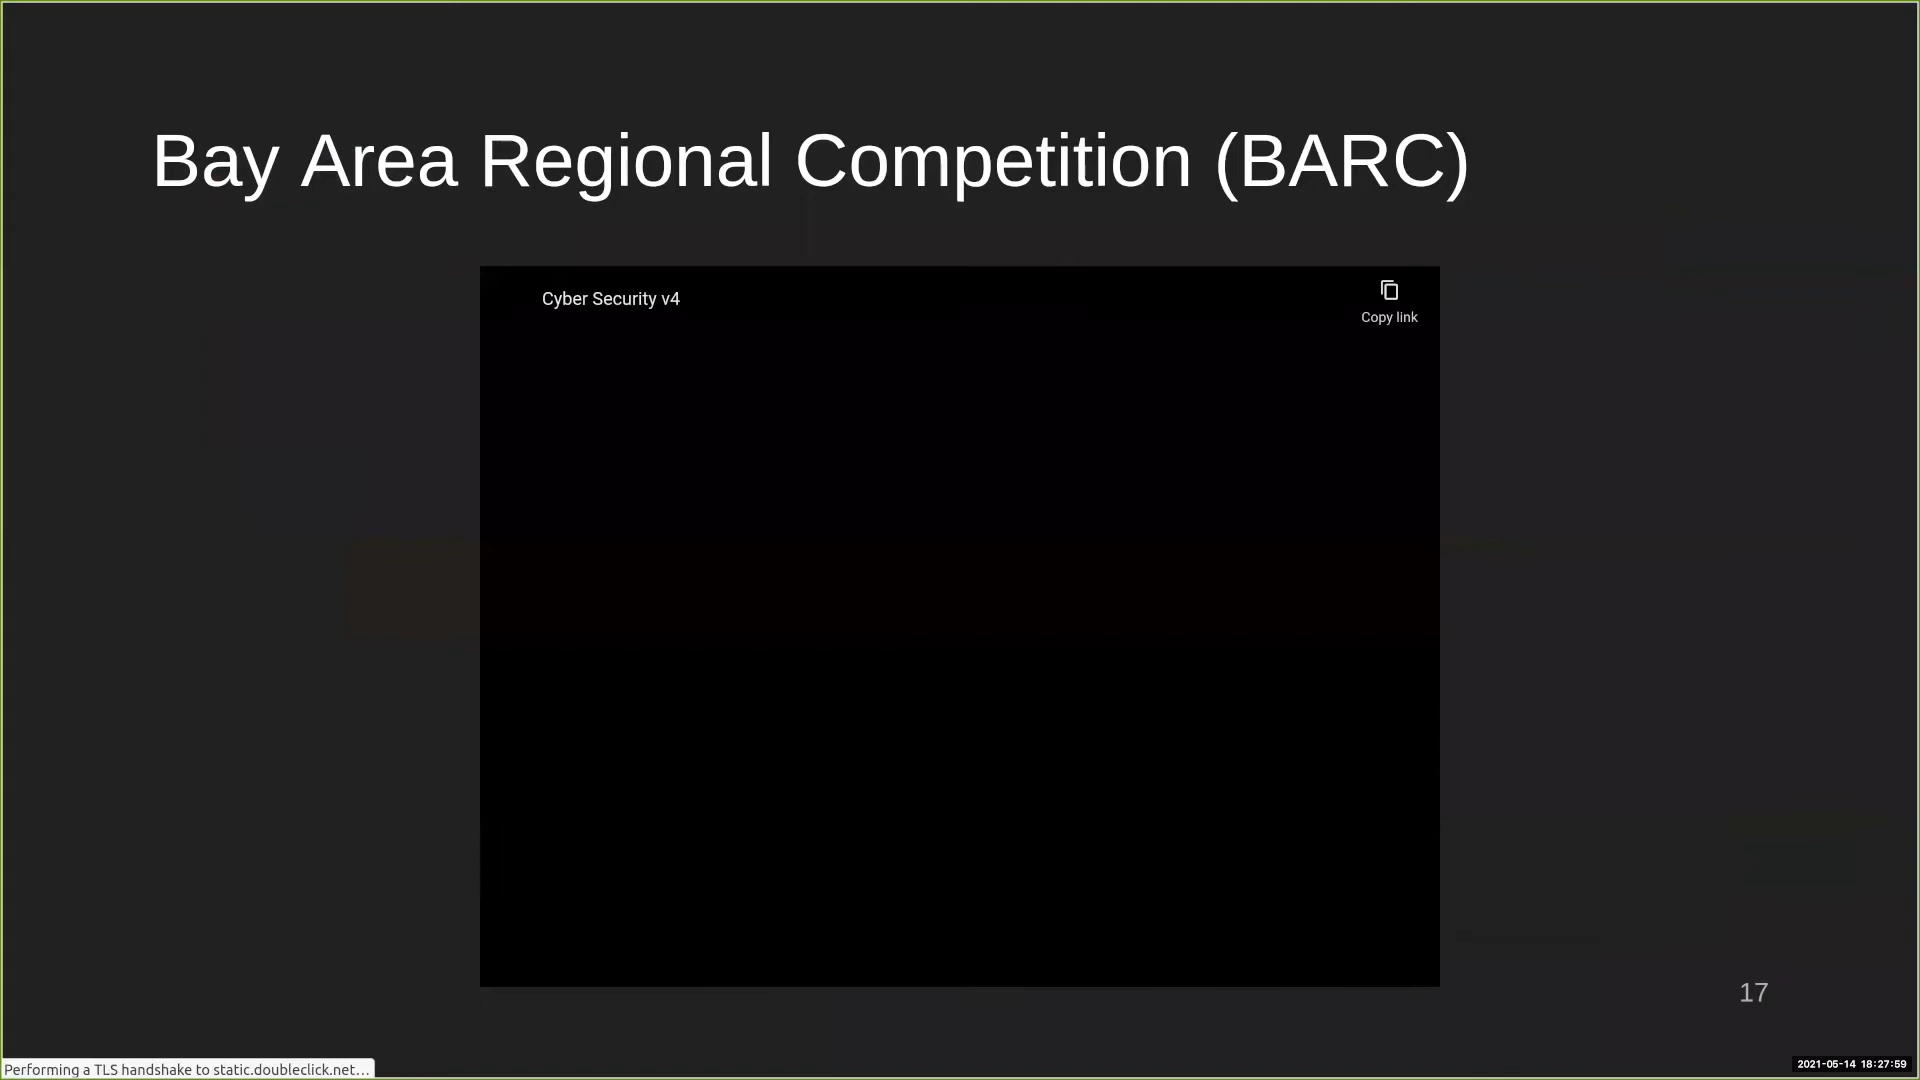 Bay Area Regional Competition (BARC)
Cyber Security v4
Copy link
17
Performing a TLS handshake to static.doubleclick.net…
2021-05-14 18:27:59